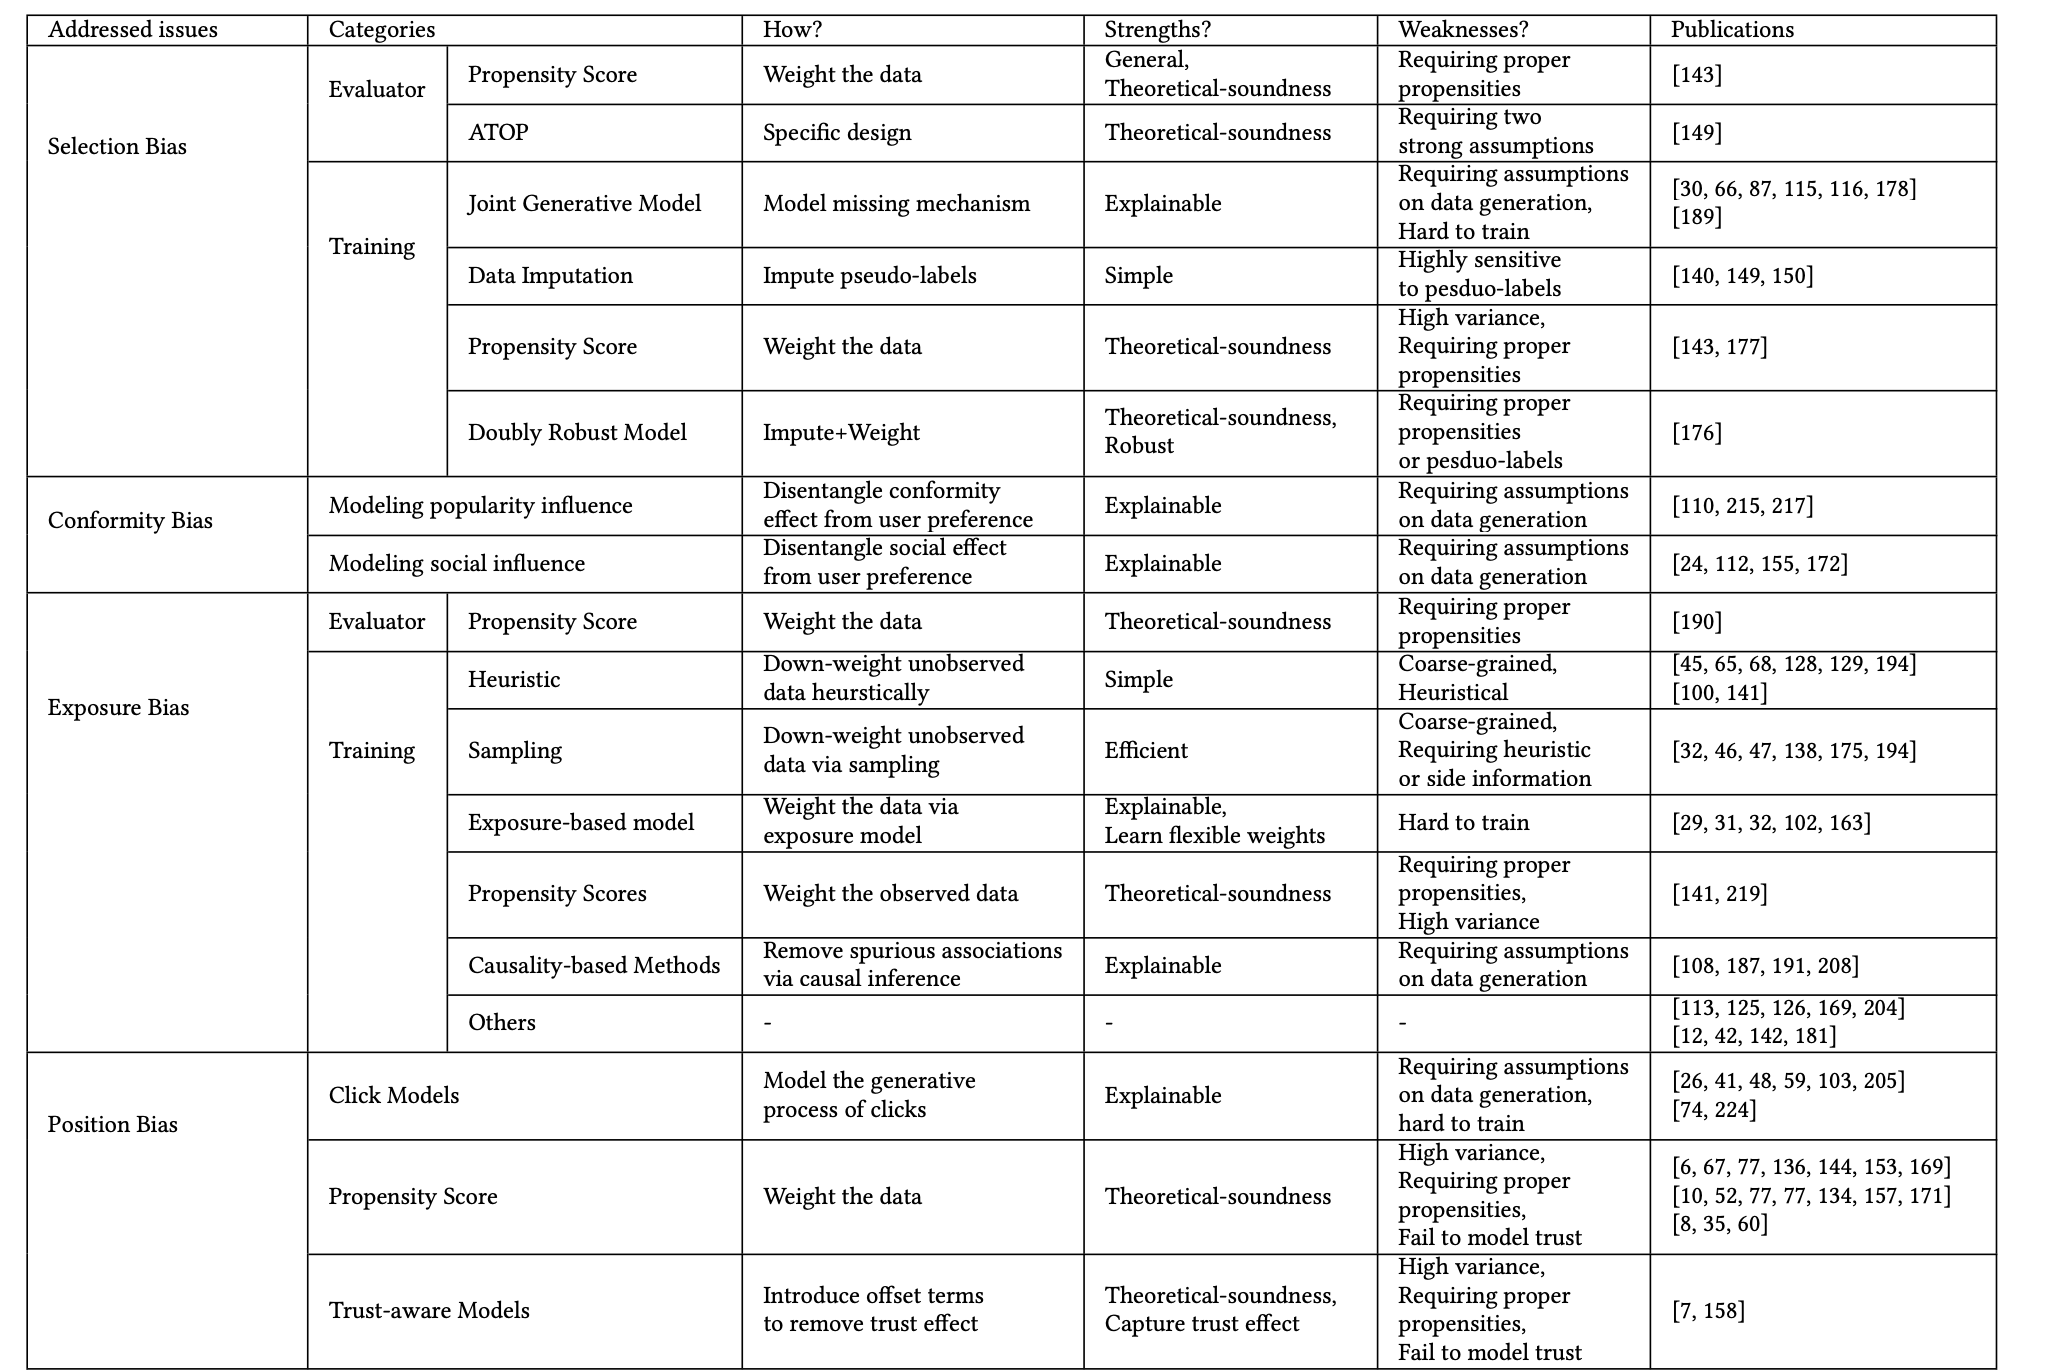 Addressed issues Categories How? Strengths? Weaknesses? Publications
Selection Bias
Evaluator
Propensity Score
Weight the data
General,
Theoretical-soundness
Requiring proper
propensities
[143]
ATOP
Specific design
Theoretical-soundness
Requiring two
strong assumptions
[149]
Training
Joint Generative Model
Model missing mechanism
Explainable
Requiring assumptions
on data generation,
Hard to train
[30, 66, 87, 115, 116, 178]
[189]
Data Imputation
Impute pseudo-labels
Simple
Highly sensitive
to pesduo-labels
[140, 149, 150]
Propensity Score
Weight the data
Theoretical-soundness
High variance,
Requiring proper
propensities
[143, 177]
Doubly Robust Model
Impute+Weight
Theoretical-soundness,
Robust
Requiring proper
propensities
or pesduo-labels
[176]
Conformity Bias
Modeling popularity influence
Disentangle conformity
effect from user preference
Explainable
Requiring assumptions
on data generation
[110, 215, 217]
Modeling social influence
Disentangle social effect
from user preference
Explainable
Requiring assumptions
on data generation
[24, 112, 155, 172]
Exposure Bias
Evaluator
Propensity Score
Weight the data
Theoretical-soundness
Requiring proper
propensities
[190]
Training
Heuristic
Down-weight unobserved
data heurstically
Simple
Coarse-grained,
Heuristical
[45, 65, 68, 128, 129, 194]
[100, 141]
Sampling
Down-weight unobserved
data via sampling
Efficient
Coarse-grained,
Requiring heuristic
or side information
[32, 46, 47, 138, 175, 194]
Exposure-based model
Weight the data via
exposure model
Explainable,
Learn flexible weights
Hard to train
[29, 31, 32, 102, 163]
Propensity Scores
Weight the observed data
Theoretical-soundness
Requiring proper
propensities,
High variance
[141, 219]
Causality-based Methods
Remove spurious associations
via causal inference
Explainable
Requiring assumptions
on data generation
[108, 187, 191, 208]
Others
-
-
-
[113, 125, 126, 169, 204]
[12, 42, 142, 181]
Position Bias
Click Models
Model the generative
process of clicks
Explainable
Requiring assumptions
on data generation,
hard to train
[26, 41, 48, 59, 103, 205]
[74, 224]
Propensity Score
Weight the data
Theoretical-soundness
High variance,
Requiring proper
propensities,
Fail to model trust
[6, 67, 77, 136, 144, 153, 169]
[10, 52, 77, 77, 134, 157, 171]
[8, 35, 60]
Trust-aware Models
Introduce offset terms
to remove trust effect
Theoretical-soundness,
Capture trust effect
High variance,
Requiring proper
propensities,
Fail to model trust
[7, 158]